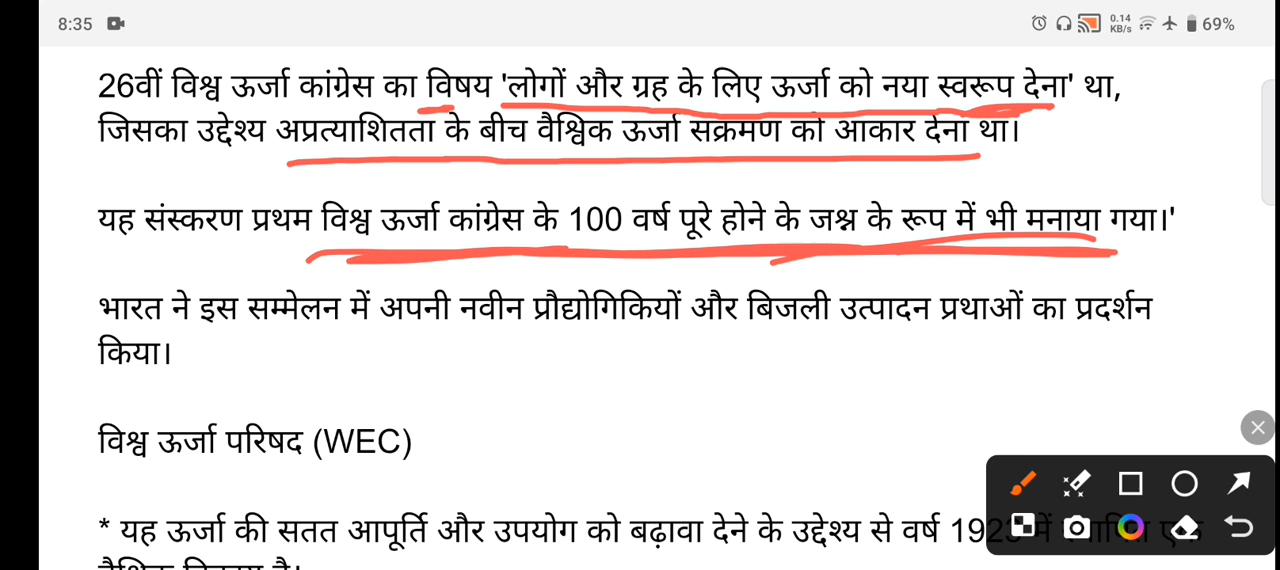 8:35 0.14 KB/s 69%
26वीं विश्व ऊर्जा कांग्रेस का विषय 'लोगों और ग्रह के लिए ऊर्जा को नया स्वरूप देना' था,
जिसका उद्देश्य अप्रत्याशितता के बीच वैश्विक ऊर्जा सक्रमण को आकार देना था।
यह संस्करण प्रथम विश्व ऊर्जा कांग्रेस के 100 वर्ष पूरे होने के जश्न के रूप में भी मनाया गया।'
भारत ने इस सम्मेलन में अपनी नवीन प्रौद्योगिकियों और बिजली उत्पादन प्रथाओं का प्रदर्शन
किया।
विश्व ऊर्जा परिषद (WEC)
* यह ऊर्जा की सतत आपूर्ति और उपयोग को बढ़ावा देने के उद्देश्य से वर्ष 1923 में